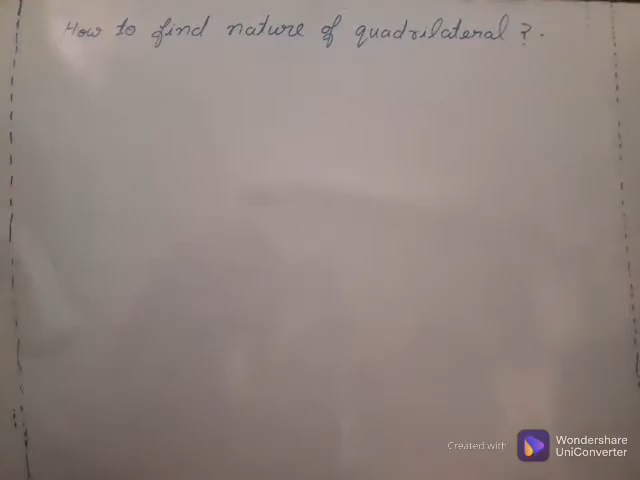 How to find nature of quadrilateral ?.
Created with Wondershare
UniConverter